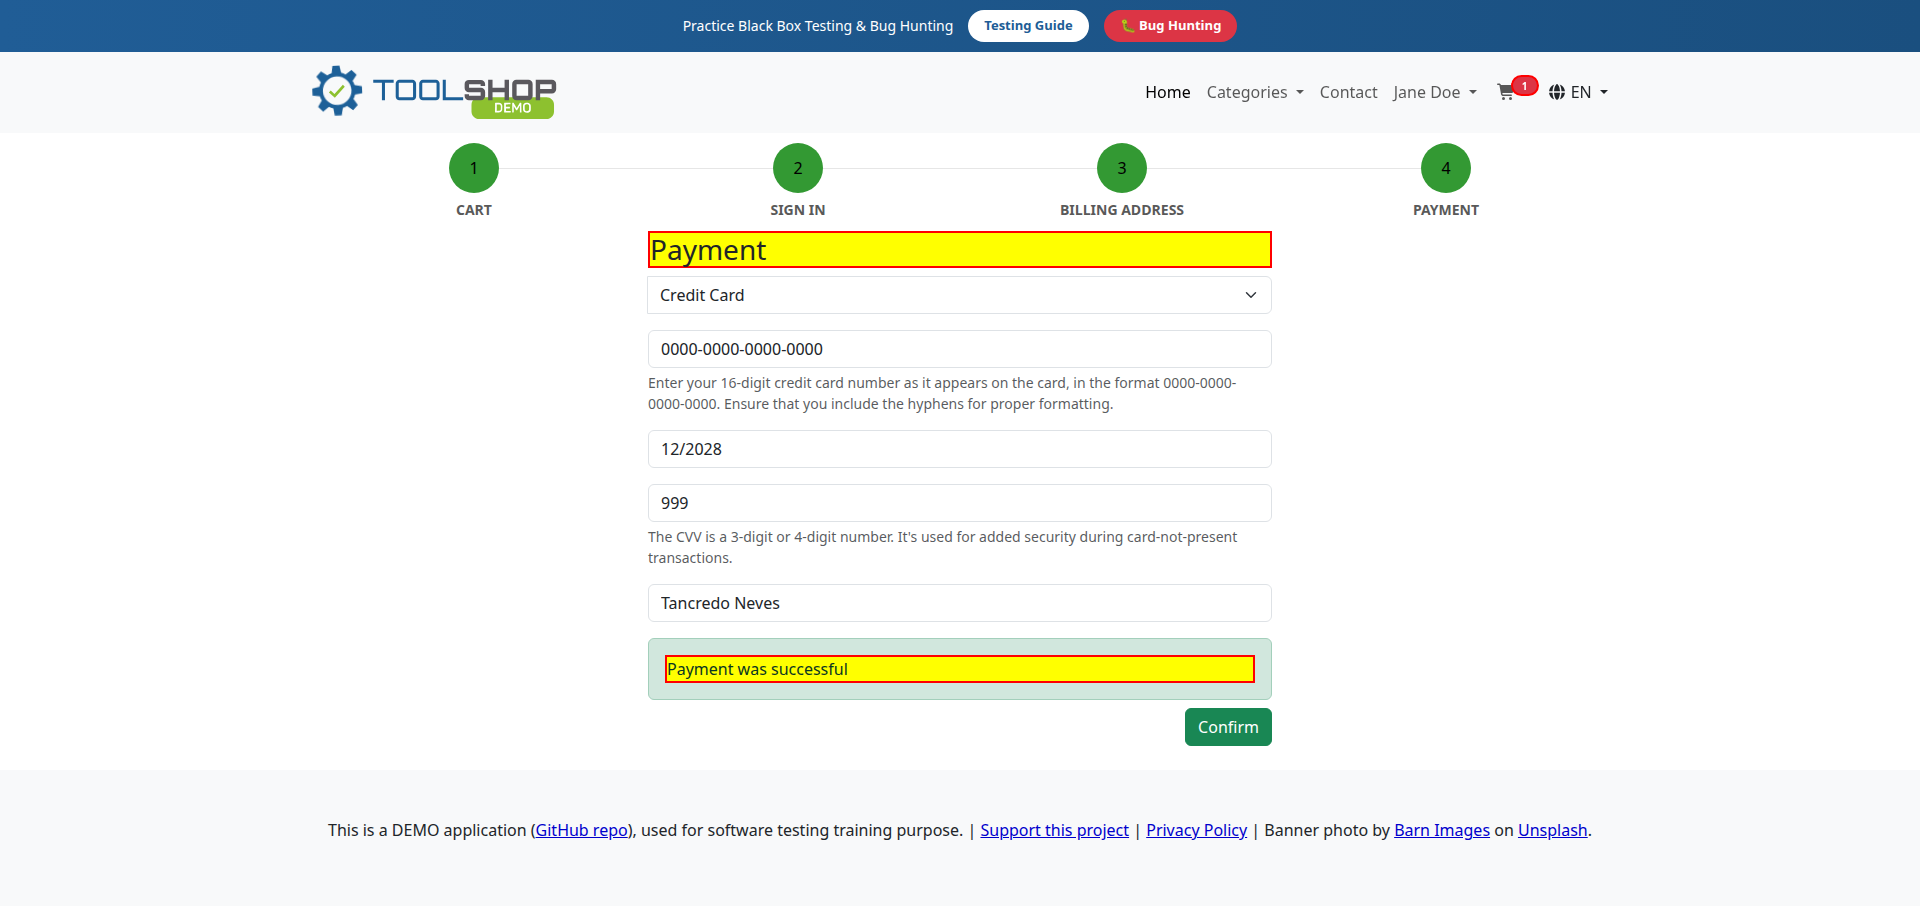 Practice Black Box Testing & Bug Hunting Testing Guide Bug Hunting
TOOLSHOP DEMO
Home Categories Contact Jane Doe 1 EN
1 2 3 4
CART SIGN IN BILLING ADDRESS PAYMENT
Payment
Credit Card
0000-0000-0000-0000
Enter your 16-digit credit card number as it appears on the card, in the format 0000-0000-
0000-0000. Ensure that you include the hyphens for proper formatting.
12/2028
999
The CVV is a 3-digit or 4-digit number. It's used for added security during card-not-present
transactions.
Tancredo Neves
Payment was successful
Confirm
This is a DEMO application (GitHub repo), used for software testing training purpose. | Support this project | Privacy Policy | Banner photo by Barn Images on Unsplash.